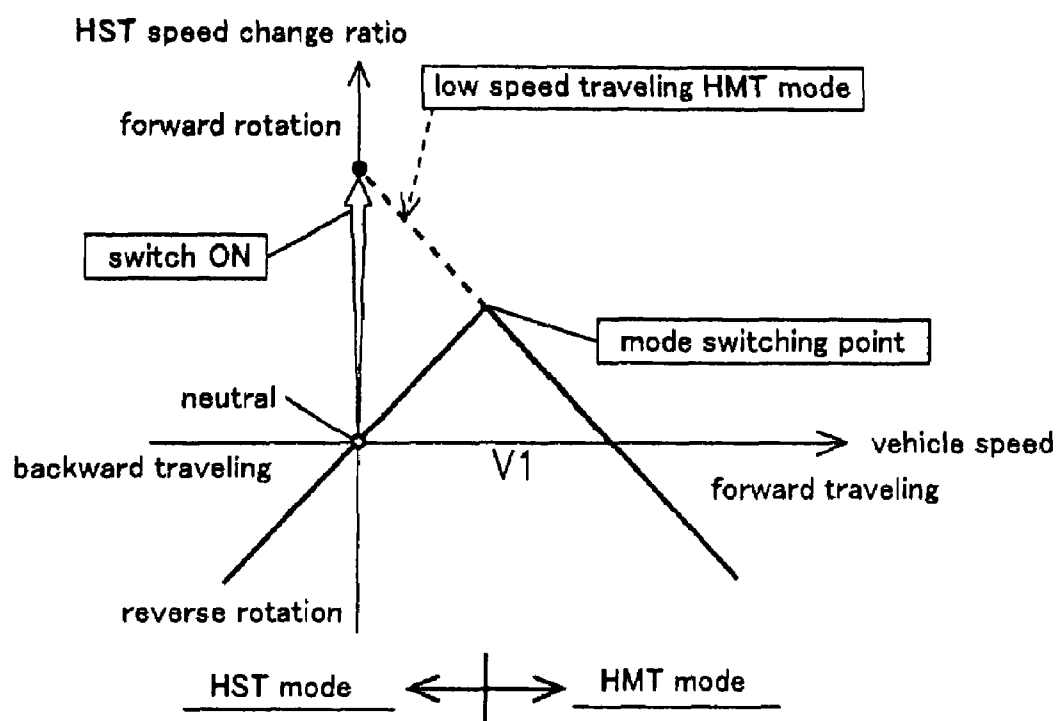 HST speed change ratio
low speed traveling HMT mode
forward rotation
switch ON
mode switching point
neutral
vehicle speed
backward traveling
V1
forward traveling
reverse rotation
HST mode
HMT mode